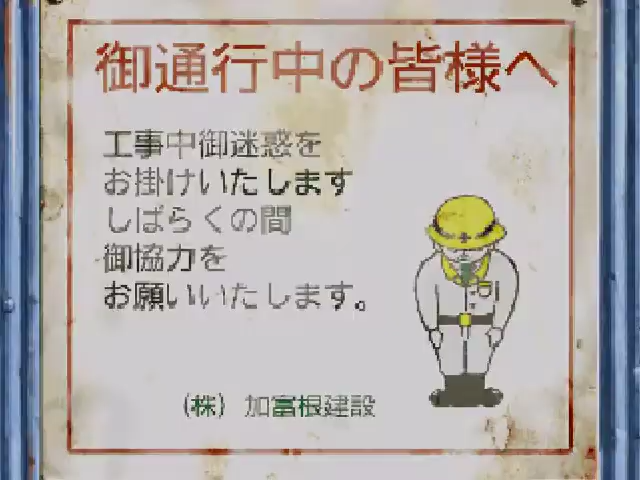 御通行中の皆様へ
工事中御迷惑を
お掛けいたします
しばらくの間
御協力を
お願いいたします。
(株) 加富根建設